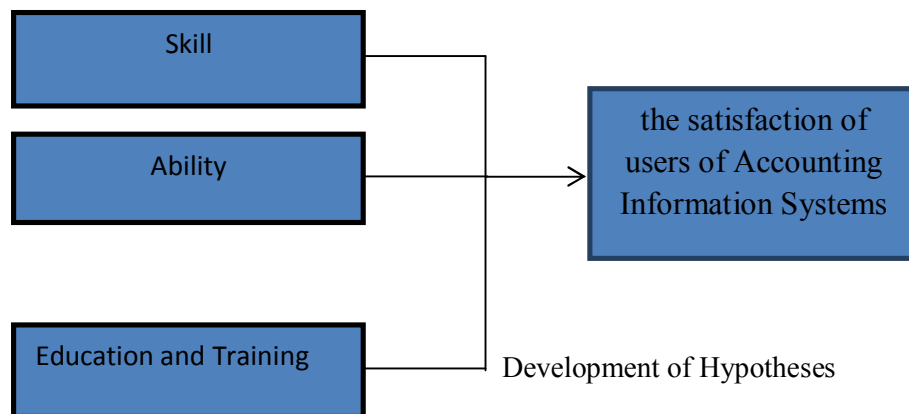 Skill
Ability
Education and Training
the satisfaction of
users of Accounting
Information Systems
Development of Hypotheses